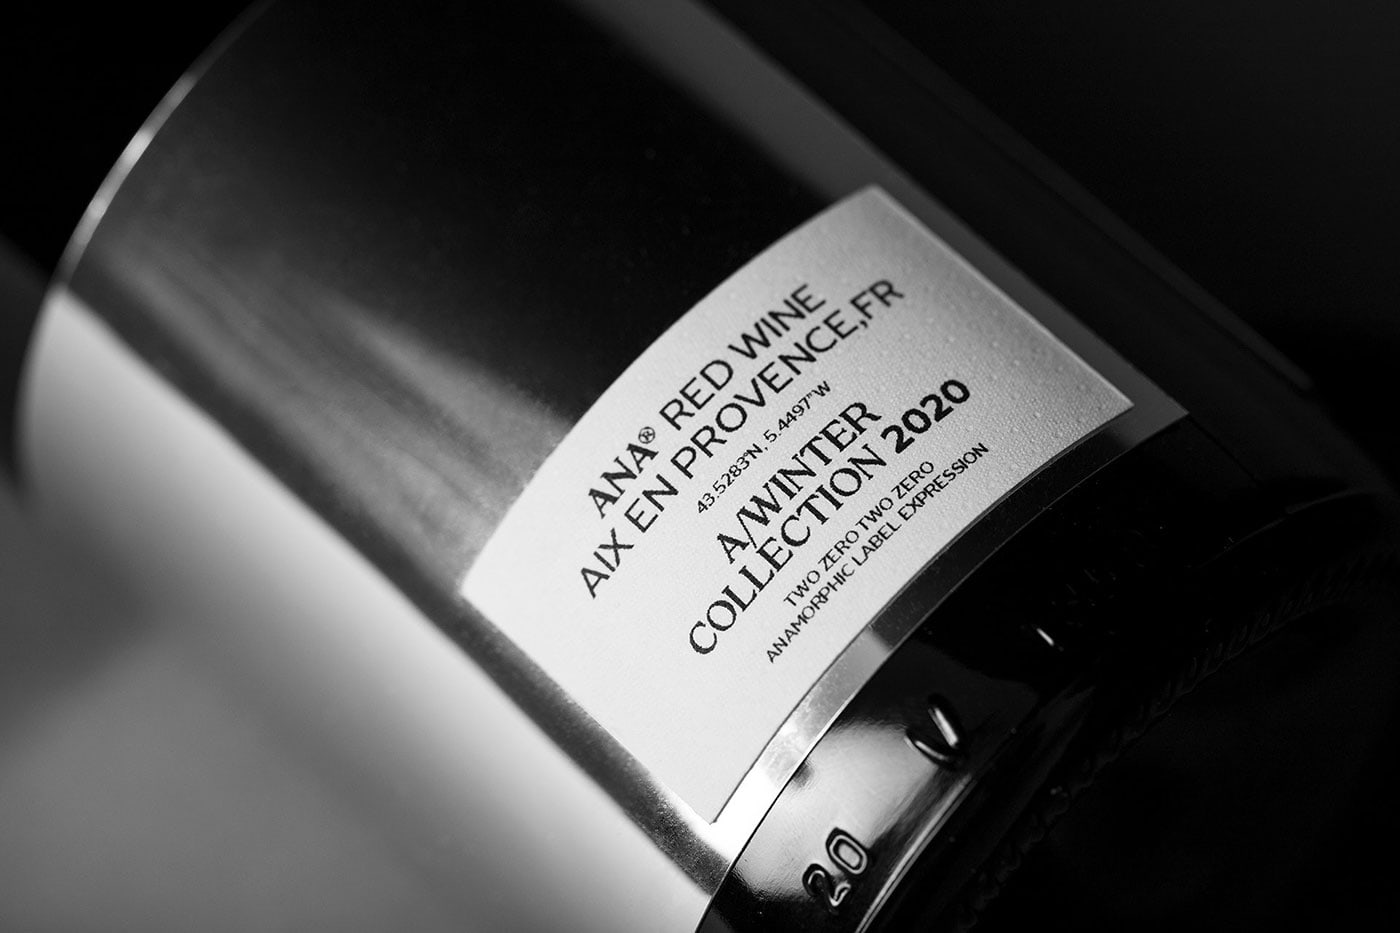 ANA® RED WINE
AIX EN PROVENCE,FR
43.5283°N, 5.4497°W
A/WINTER
COLLECTION 2020
TWO ZERO TWO ZERO
ANAMORPHIC LABEL EXPRESSION
20